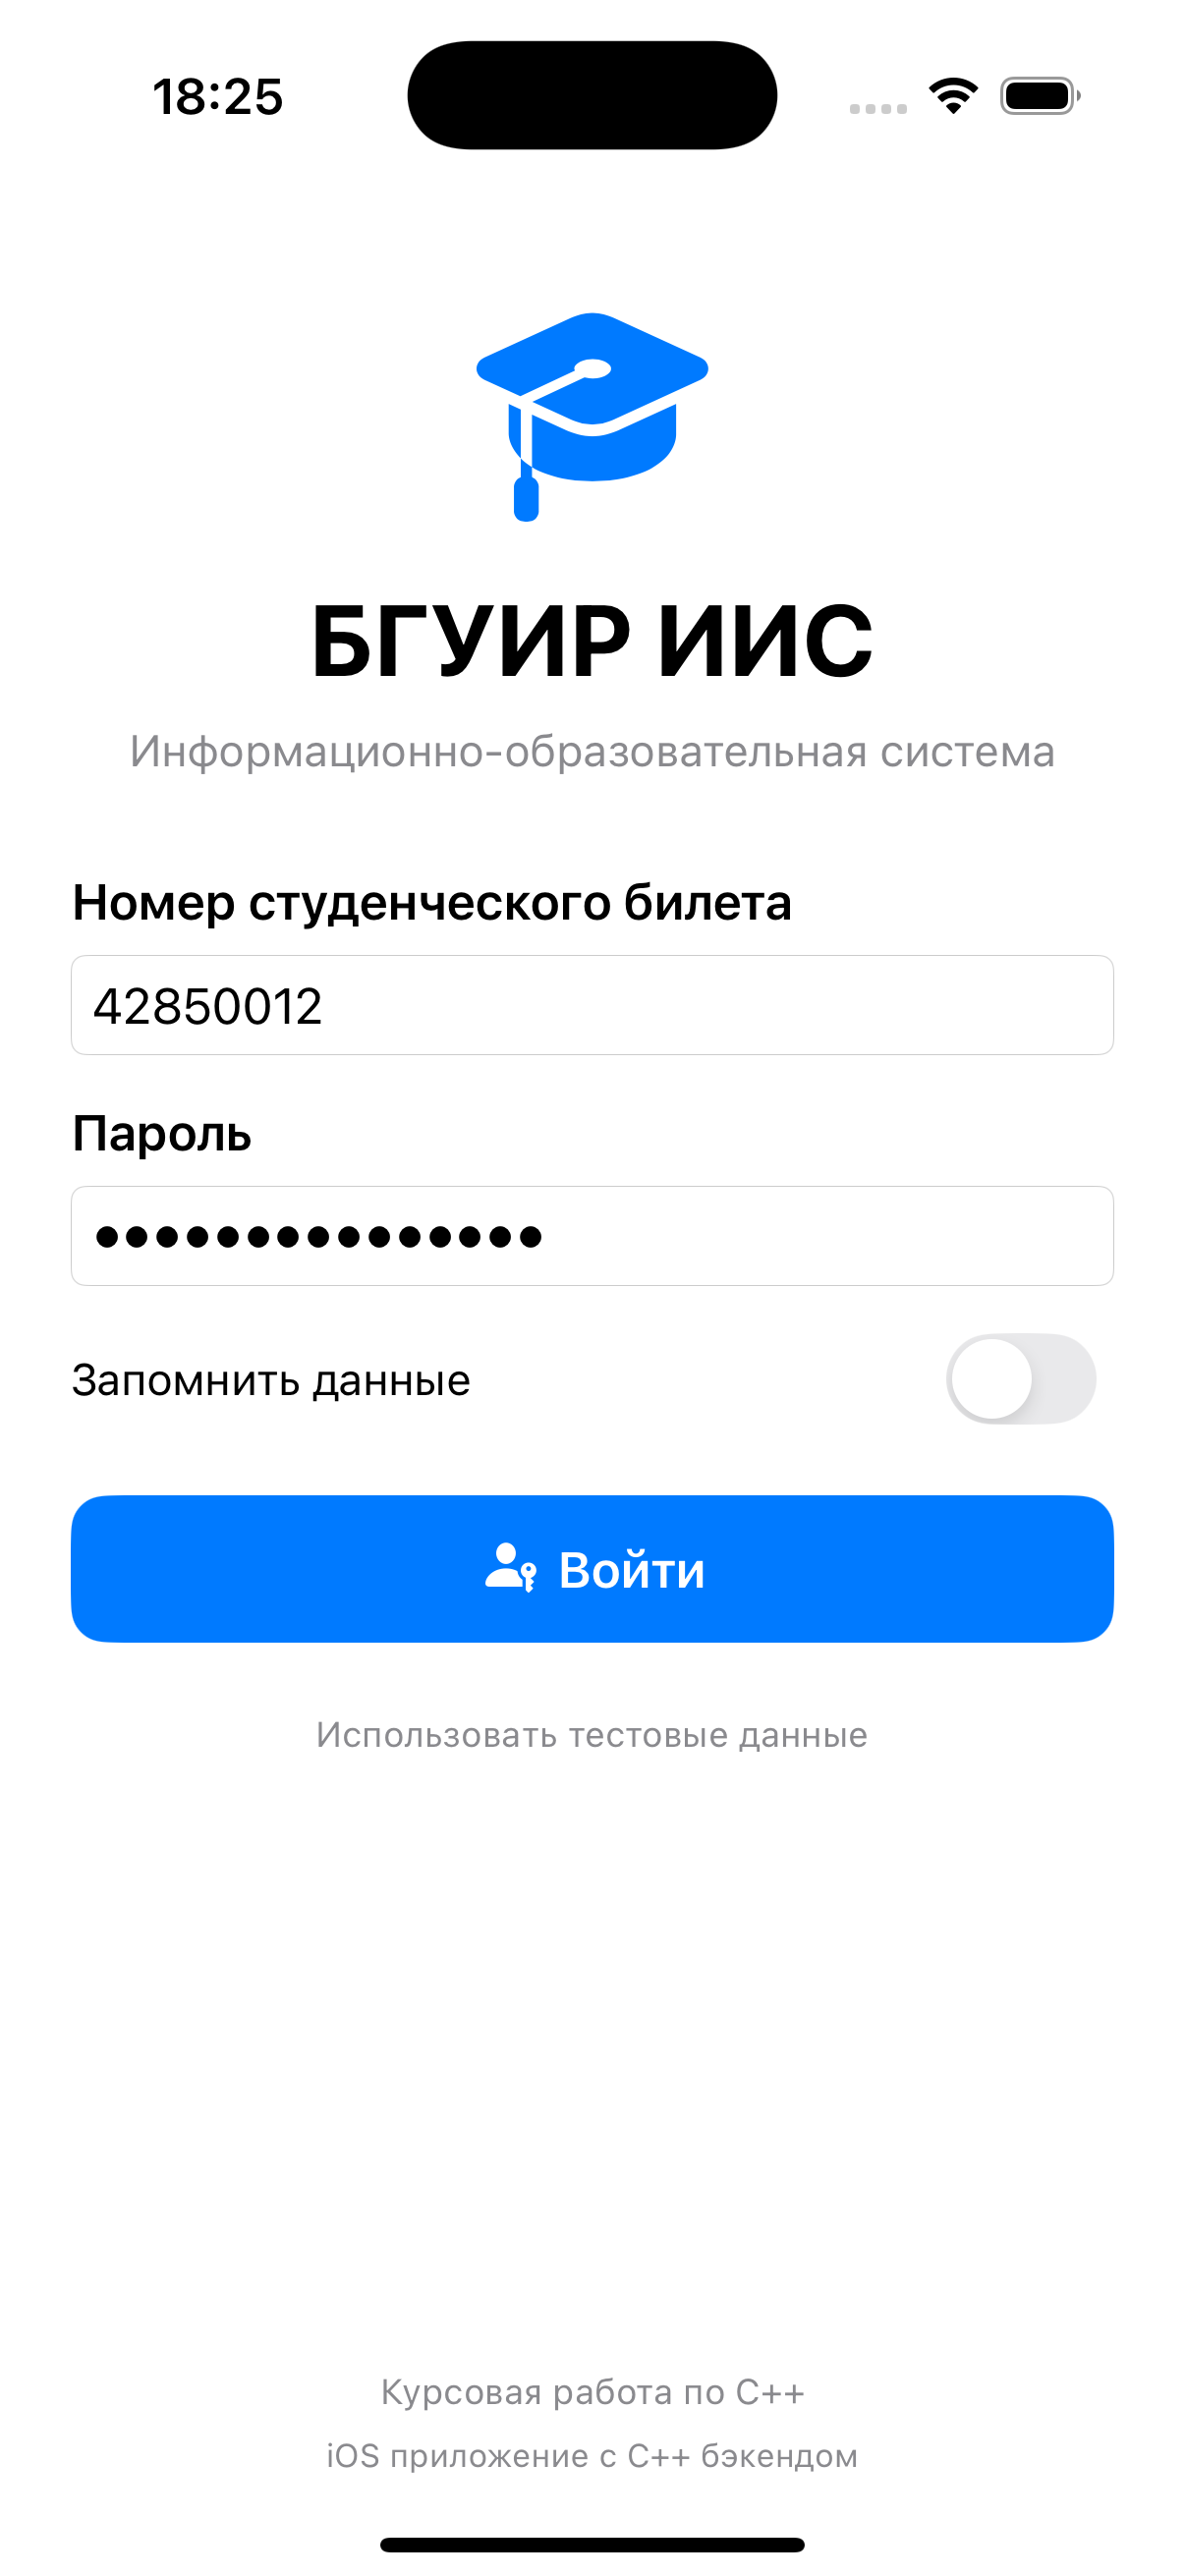 18:25
БГУИР ИИС
Информационно-образовательная система
Номер студенческого билета
42850012
Пароль
●●●●●●●●●●●●●●●
Запомнить данные
Войти
Использовать тестовые данные
Курсовая работа по C++
iOS приложение с C++ бэкендом